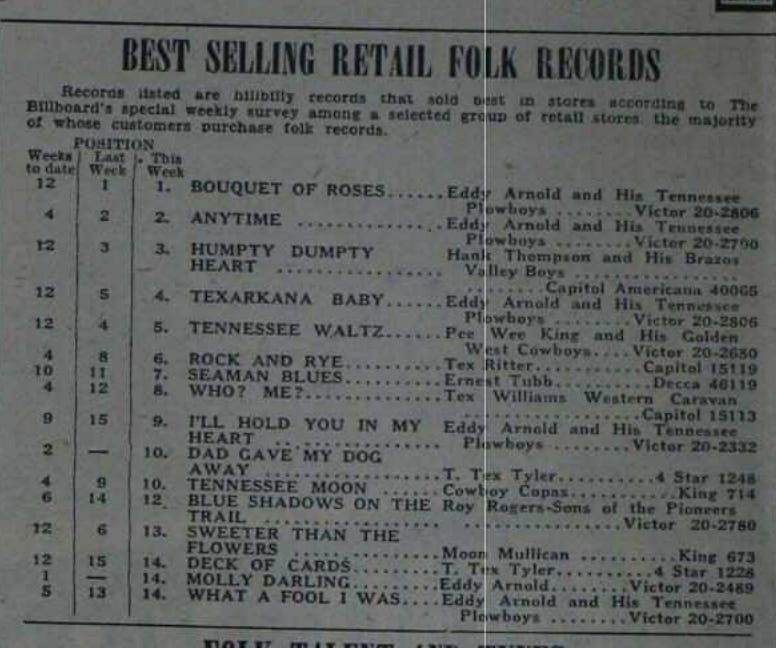 BEST SELLING RETAIL FOLK RECORDS
Records listed are hillbilly records that sold best in stores according to The
Billboard's special weekly survey among a selected group of retail stores, the majority
of whose customers purchase folk records.
POSITION
Weeks Last This
to date Week Week
12 1 1. BOUQUET OF ROSES......Eddy Arnold and His Tennessee
Plowboys ........Victor 20-2806
4 2 2. ANYTIME ..............Eddy Arnold and His Tennessee
Plowboys ........Victor 20-2700
12 3 3. HUMPTY DUMPTY Hank Thompson and His Brazos
HEART ................ Valley Boys ................
........Capitol Americana 40065
12 5 4. TEXARKANA BABY......Eddy Arnold and His Tennessee
Plowboys ........Victor 20-2806
12 4 5. TENNESSEE WALTZ......Pee Wee King and His Golden
West Cowboys....Victor 20-2680
4 8 6. ROCK AND RYE..........Tex Ritter...........Capitol 15119
10 11 7. SEAMAN BLUES..........Ernest Tubb..........Decca 46119
4 12 8. WHO? ME?..............Tex Williams Western Caravan
....................Capitol 15113
9 15 9. I'LL HOLD YOU IN MY Eddy Arnold and His Tennessee
HEART ................ Plowboys ........Victor 20-2332
2 — 10. DAD GAVE MY DOG
AWAY ................T. Tex Tyler..........4 Star 1248
4 9 10. TENNESSEE MOON ......Cowboy Copas..........King 714
6 14 12. BLUE SHADOWS ON THE Roy Rogers-Sons of the Pioneers
TRAIL ................ ................Victor 20-2780
12 6 13. SWEETER THAN THE
FLOWERS ..............Moon Mullican .........King 673
12 15 14. DECK OF CARDS.........T. Tex Tyler..........4 Star 1228
1 — 14. MOLLY DARLING.........Eddy Arnold......Victor 20-2489
5 13 14. WHAT A FOOL I WAS....Eddy Arnold and His Tennessee
Plowboys ........Victor 20-2700